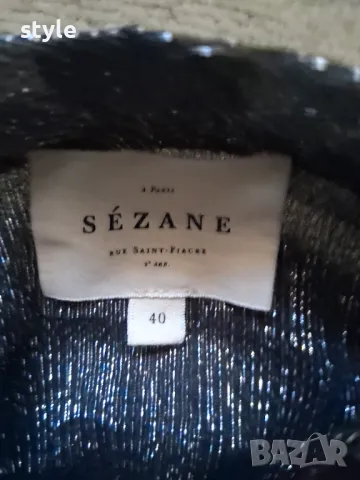 style
à Paris
SÉZANE
RUE SAINT-FIACRE
2e ARR.
40
BAZAR